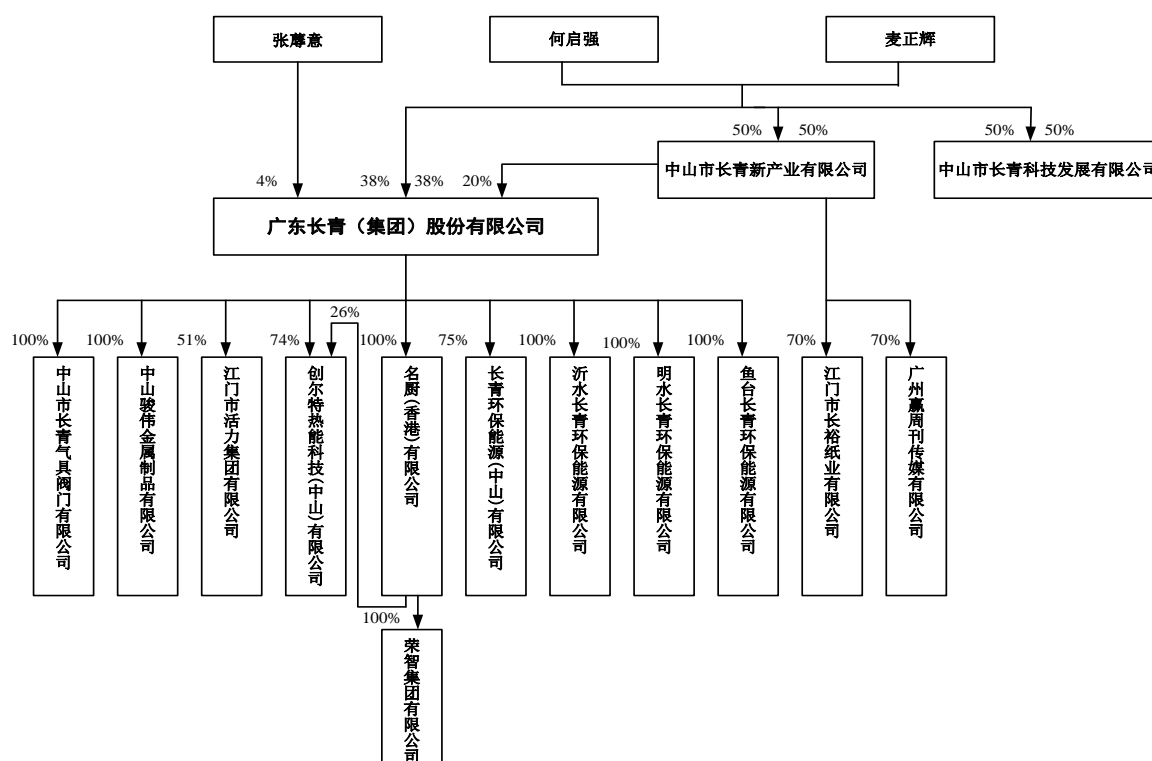 张蕁意
何启强
麦正辉
50% 50%
50% 50%
中山市长青新产业有限公司
中山市长青科技发展有限公司
4%
38% 38%
20%
广东长青（集团）股份有限公司
26%
100%
100%
51%
74%
100%
75%
100%
100%
100%
70%
70%
中山市长青气具阀门有限公司
中山骏伟金属制品有限公司
江门市活力集团有限公司
创尔特热能科技(中山)有限公司
名厨(香港)有限公司
长青环保能源(中山)有限公司
沂水长青环保能源有限公司
明水长青环保能源有限公司
鱼台长青环保能源有限公司
江门市长裕纸业有限公司
广州赢周刊传媒有限公司
100%
荣智集团有限公司